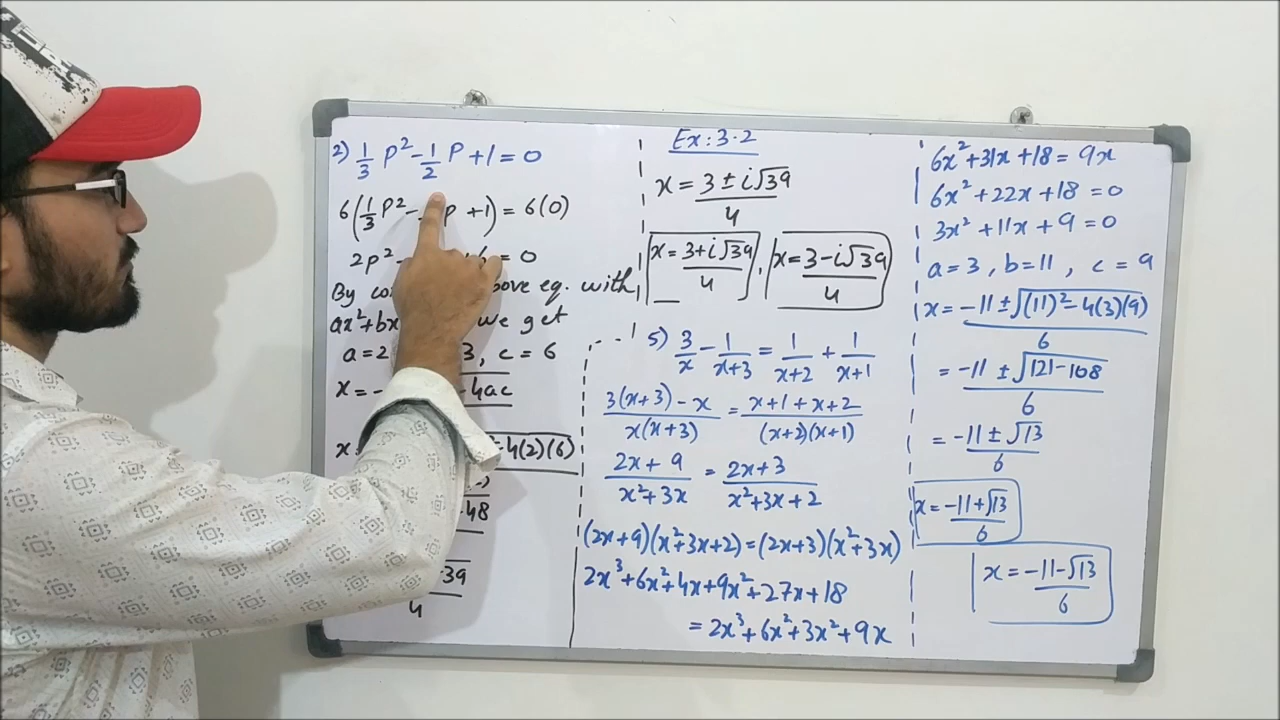 2) 1/3 P² - 1/2 P + 1 = 0
6(1/3 P² - P + 1) = 6(0)
2p² - = 0
By above eq. with
ax² + bx we get
a = 2 3, c = 6
x = - - 4ac
x = 4(2)(6)
48
39
4
Ex: 3.2
x = 3 ± i√39 / 4
x = 3 + i√39 / 4 , x = 3 - i√39 / 4
5) 3/x - 1/(x+3) = 1/(x+2) + 1/(x+1)
3(x+3) - x / x(x+3) = x+1+x+2 / (x+2)(x+1)
2x + 9 / x² + 3x = 2x + 3 / x² + 3x + 2
(2x + 9)(x² + 3x + 2) = (2x + 3)(x² + 3x)
2x³ + 6x² + 4x + 9x² + 27x + 18
= 2x³ + 6x² + 3x² + 9x
6x² + 31x + 18 = 9x
6x² + 22x + 18 = 0
3x² + 11x + 9 = 0
a = 3 , b = 11 , c = 9
x = -11 ± √(11)² - 4(3)(9) / 6
= -11 ± √121 - 108 / 6
= -11 ± √13 / 6
x = -11 + √13 / 6
x = -11 - √13 / 6